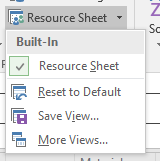 Resource Sheet
Built-In
Resource Sheet
Reset to Default
Save View...
More Views...